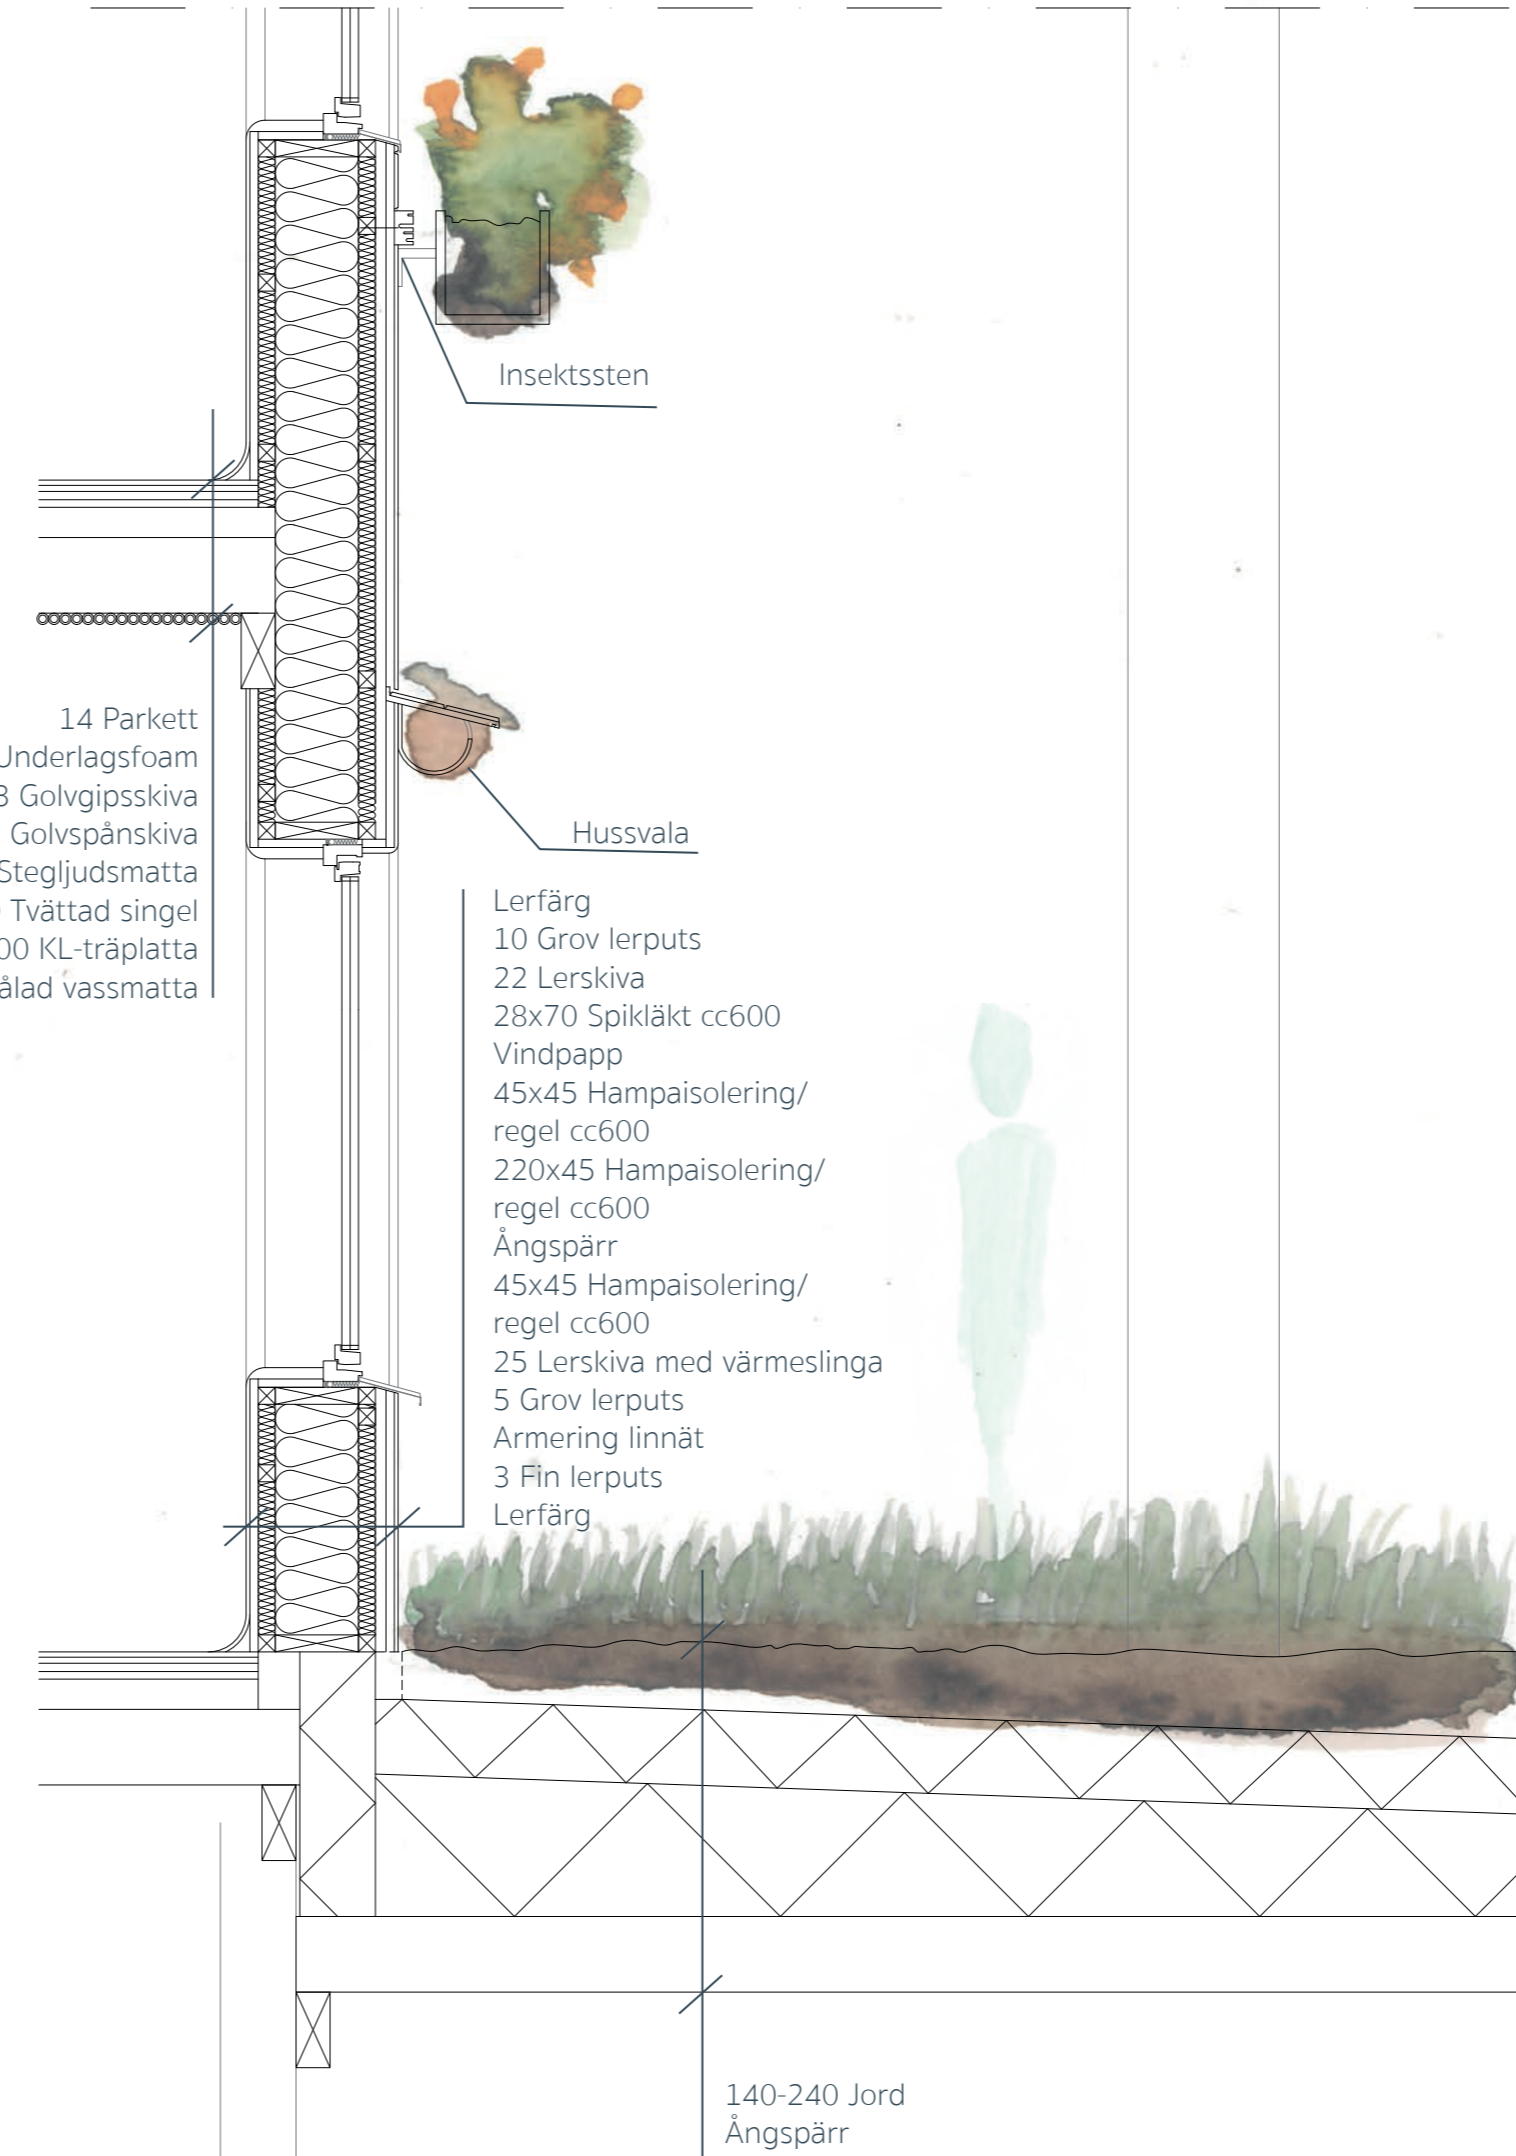 Insektssten
Hussvala
14 Parkett
Underlagsfoam
Golvgipsskiva
Golvspånskiva
Stegljudsmatta
Tvättad singel
KL-träplatta
vassmatta
Lerfärg
10 Grov lerputs
22 Lerskiva
28x70 Spikläkt cc600
Vindpapp
45x45 Hampaisolering/
regel cc600
220x45 Hampaisolering/
regel cc600
Ångspärr
45x45 Hampaisolering/
regel cc600
25 Lerskiva med värmeslinga
5 Grov lerputs
Armering linnät
3 Fin lerputs
Lerfärg
140-240 Jord
Ångspärr